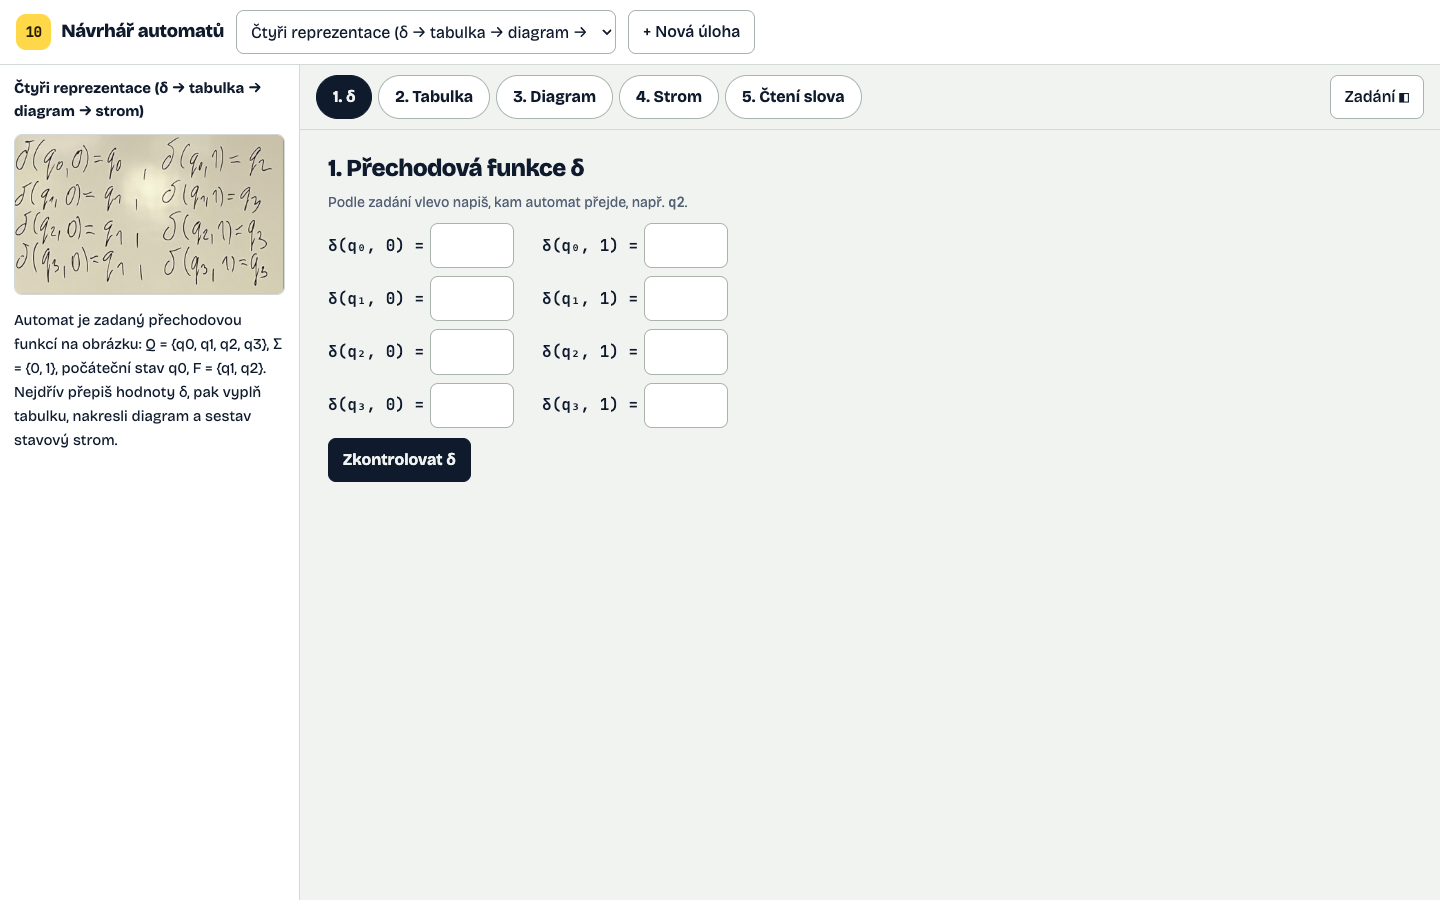 10 Návrhář automatů Čtyři reprezentace (δ → tabulka → diagram → + Nová úloha
Čtyři reprezentace (δ → tabulka →
diagram → strom)
δ(q0, 0) = q0 , δ(q0, 1) = q2
δ(q1, 0) = q1 , δ(q1, 1) = q3
δ(q2, 0) = q1 , δ(q2, 1) = q3
δ(q3, 0) = q1 , δ(q3, 1) = q3
Automat je zadaný přechodovou
funkcí na obrázku: Q = {q0, q1, q2, q3}, Σ
= {0, 1}, počáteční stav q0, F = {q1, q2}.
Nejdřív přepiš hodnoty δ, pak vyplň
tabulku, nakresli diagram a sestav
stavový strom.
1. δ 2. Tabulka 3. Diagram 4. Strom 5. Čtení slova Zadání
1. Přechodová funkce δ
Podle zadání vlevo napiš, kam automat přejde, např. q2.
δ(q₀, 0) = δ(q₀, 1) =
δ(q₁, 0) = δ(q₁, 1) =
δ(q₂, 0) = δ(q₂, 1) =
δ(q₃, 0) = δ(q₃, 1) =
Zkontrolovat δ